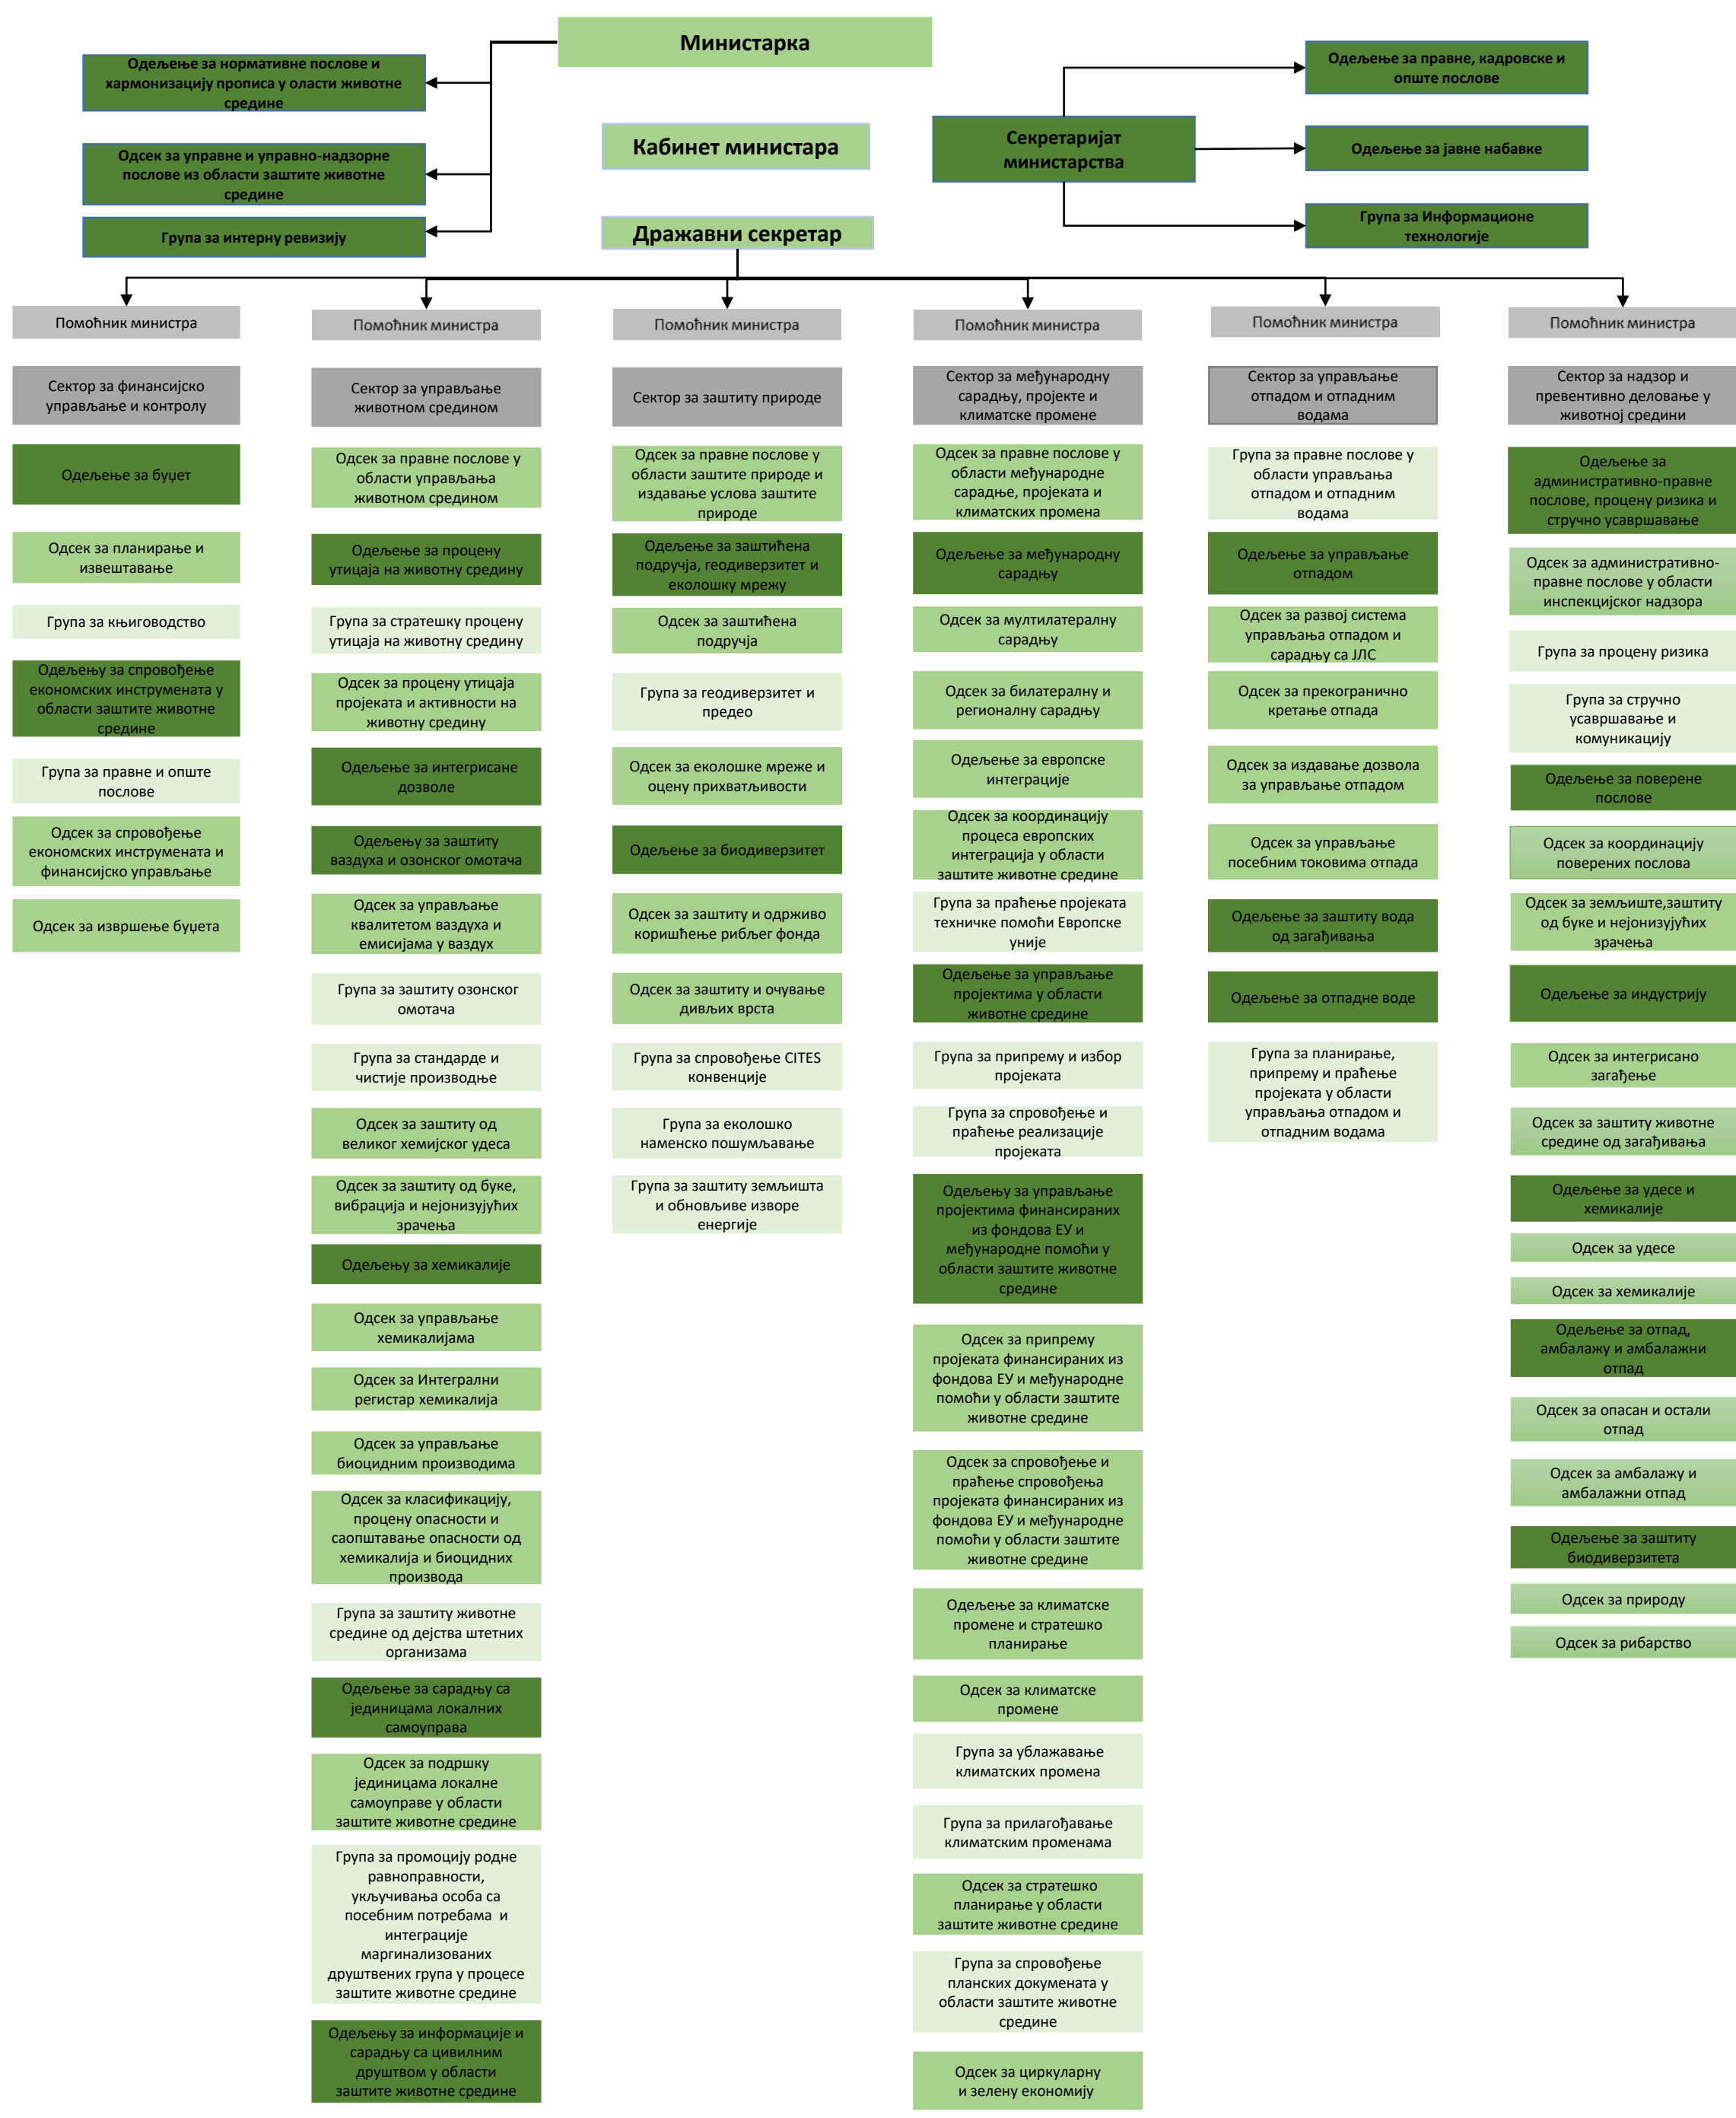 Министарка
Одељење за нормативне послове и
хармонизацију прописа у оласти животне
средине
Одсек за управне и управно-надзорне
послове из области заштите животне
средине
Група за интерну ревизију
Кабинет министара
Дражавни секретар
Секретаријат
министарства
Одељење за правне, кадровске и
опште послове
Одељење за јавне набавке
Група за Информационе
технологије
Помоћник министра
Сектор за финансијско
управљање и контролу
Одељење за буџет
Одсек за планирање и
извештавање
Група за књиговодство
Одељењу за спровођење
економских инструмената у
области заштите животне
средине
Група за правне и опште
послове
Одсек за спровођење
економских инструмената и
финансијско управљање
Одсек за извршење буџета
Помоћник министра
Сектор за управљање
животном средином
Одсек за правне послове у
области управљања
животном средином
Одељење за процену
утицаја на животну средину
Група за стратешку процену
утицаја на животну средину
Одсек за процену утицаја
пројеката и активности на
животну средину
Одељење за интегрисане
дозволе
Одељењу за заштиту
ваздуха и озонског омотача
Одсек за управљање
квалитетом ваздуха и
емисијама у ваздух
Група за заштиту озонског
омотача
Група за стандарде и
чистије производње
Одсек за заштиту од
великог хемијског удеса
Одсек за заштиту од буке,
вибрација и нејонизујућих
зрачења
Одељењу за хемикалије
Одсек за управљање
хемикалијама
Одсек за Интегрални
регистар хемикалија
Одсек за управљање
биоцидним производима
Одсек за класификацију,
процену опасности и
саопштавање опасности од
хемикалија и биоцидних
производа
Група за заштиту животне
средине од дејства штетних
организама
Одељење за сарадњу са
јединицама локалних
самоуправа
Одсек за подршку
јединицама локалне
самоуправе у области
заштите животне средине
Група за промоцију родне
равноправности,
укључивања особа са
посебним потребама и
интеграције
маргинализованих
друштвених група у процесе
заштите животне средине
Одељењу за информације и
сарадњу са цивилним
друштвом у области
заштите животне средине
Помоћник министра
Сектор за заштиту природе
Одсек за правне послове у
области заштите природе и
издавање услова заштите
природе
Одељење за заштићена
подручја, геодиверзитет и
еколошку мрежу
Одсек за заштићена
подручја
Група за геодиверзитет и
предео
Одсек за еколошке мреже и
оцену прихватљивости
Одељење за биодиверзитет
Одсек за заштиту и одрживо
коришћење рибљег фонда
Одсек за заштиту и очување
дивљих врста
Група за спровођење CITES
конвенције
Група за еколошко
наменско пошумљавање
Група за заштиту земљишта
и обновљиве изворе
енергије
Помоћник министра
Сектор за међународну
сарадњу, пројекте и
климатске промене
Одсек за правне послове у
области међународне
сарадње, пројеката и
климатских промена
Одељење за међународну
сарадњу
Одсек за мултилатералну
сарадњу
Одсек за билатералну и
регионалну сарадњу
Одељење за европске
интеграције
Одсек за координацију
процеса европских
интеграција у области
заштите животне средине
Група за праћење пројеката
техничке помоћи Европске
уније
Одељење за управљање
пројектима у области
животне средине
Група за припрему и избор
пројеката
Група за спровођење и
праћење реализације
пројеката
Одељењу за управљање
пројектима финансираних
из фондова ЕУ и
међународне помоћи у
области заштите животне
средине
Одсек за припрему
пројеката финансираних из
фондова ЕУ и међународне
помоћи у области заштите
животне средине
Одсек за спровођење и
праћење спровођења
пројеката финансираних из
фондова ЕУ и међународне
помоћи у области заштите
животне средине
Одељење за климатске
промене и стратешко
планирање
Одсек за климатске
промене
Група за ублажавање
климатских промена
Група за прилагођавање
климатским променама
Одсек за стратешко
планирање у области
заштите животне средине
Група за спровођење
планских докумената у
области заштите животне
средине
Одсек за циркуларну
и зелену економију
Помоћник министра
Сектор за управљање
отпадом и отпадним
водама
Група за правне послове у
области управљања
отпадом и отпадним
водама
Одељење за управљање
отпадом
Одсек за развој система
управљања отпадом и
сарадњу са ЈЛС
Одсек за прекогранично
кретање отпада
Одсек за издавање дозвола
за управљање отпадом
Одсек за управљање
посебним токовима отпада
Одељење за заштиту вода
од загађивања
Одељење за отпадне воде
Група за планирање,
припрему и праћење
пројеката у области
управљања отпадом и
отпадним водама
Помоћник министра
Сектор за надзор и
превентивно деловање у
животној средини
Одељење за
административно-правне
послове, процену ризика и
стручно усавршавање
Одсек за административно-
правне послове у области
инспекцијског надзора
Група за процену ризика
Група за стручно
усавршавање и
комуникацију
Одељење за поверене
послове
Одсек за координацију
поверених послова
Одсек за земљиште,заштиту
од буке и нејонизујућих
зрачења
Одељење за индустрију
Одсек за интегрисано
загађење
Одсек за заштиту животне
средине од загађивања
Одељење за удесе и
хемикалије
Одсек за удесе
Одсек за хемикалије
Одељење за отпад,
амбалажу и амбалажни
отпад
Одсек за опасан и остали
отпад
Одсек за амбалажу и
амбалажни отпад
Одељење за заштиту
биодиверзитета
Одсек за природу
Одсек за рибарство